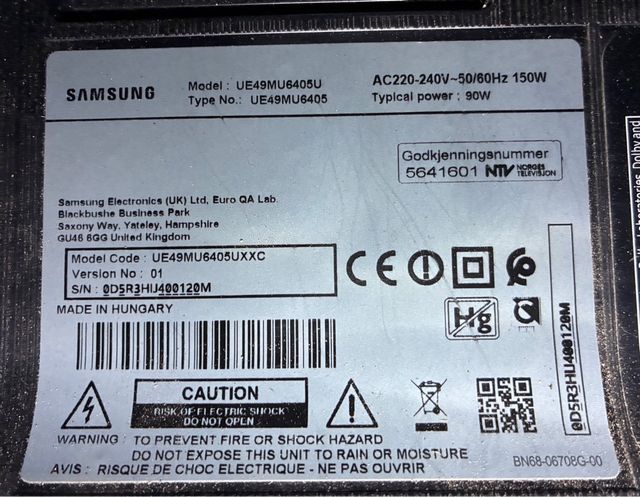 SAMSUNG
Model : UE49MU6405U
Type No.: UE49MU6405
AC220-240V~50/60Hz 150W
Typical power : 90W
Godkjenningsnummer
5641601 NTV NORGES TELEVISJON
Samsung Electronics (UK) Ltd, Euro QA Lab.
Blackbushe Business Park
Saxony Way, Yateley, Hampshire
GU46 6GG United Kingdom
Model Code : UE49MU6405UXXC
Version No : 01
S/N : 0D5R3HIJ400120M
MADE IN HUNGARY
CE
Hg
0D5R3HIJ400120M
CAUTION
RISK OF ELECTRIC SHOCK
DO NOT OPEN
WARNING : TO PREVENT FIRE OR SHOCK HAZARD
DO NOT EXPOSE THIS UNIT TO RAIN OR MOISTURE
AVIS : RISQUE DE CHOC ELECTRIQUE - NE PAS OUVRIR
BN68-06708G-00
Laboratories. Dolby and